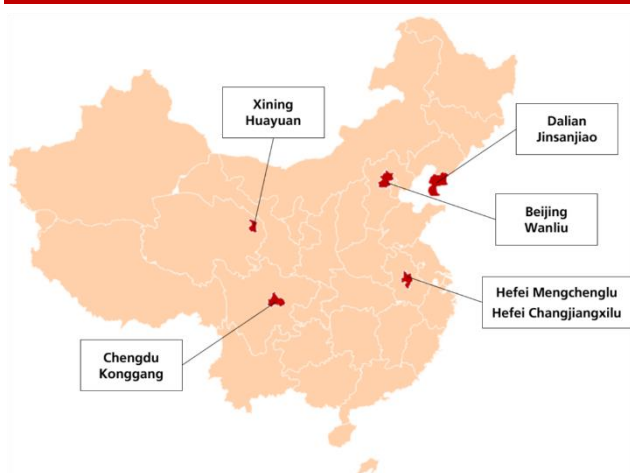 Xining
Huayuan
Dalian
Jinsanjiao
Beijing
Wanliu
Hefei Mengchenglu
Hefei Changjiangxilu
Chengdu
Konggang